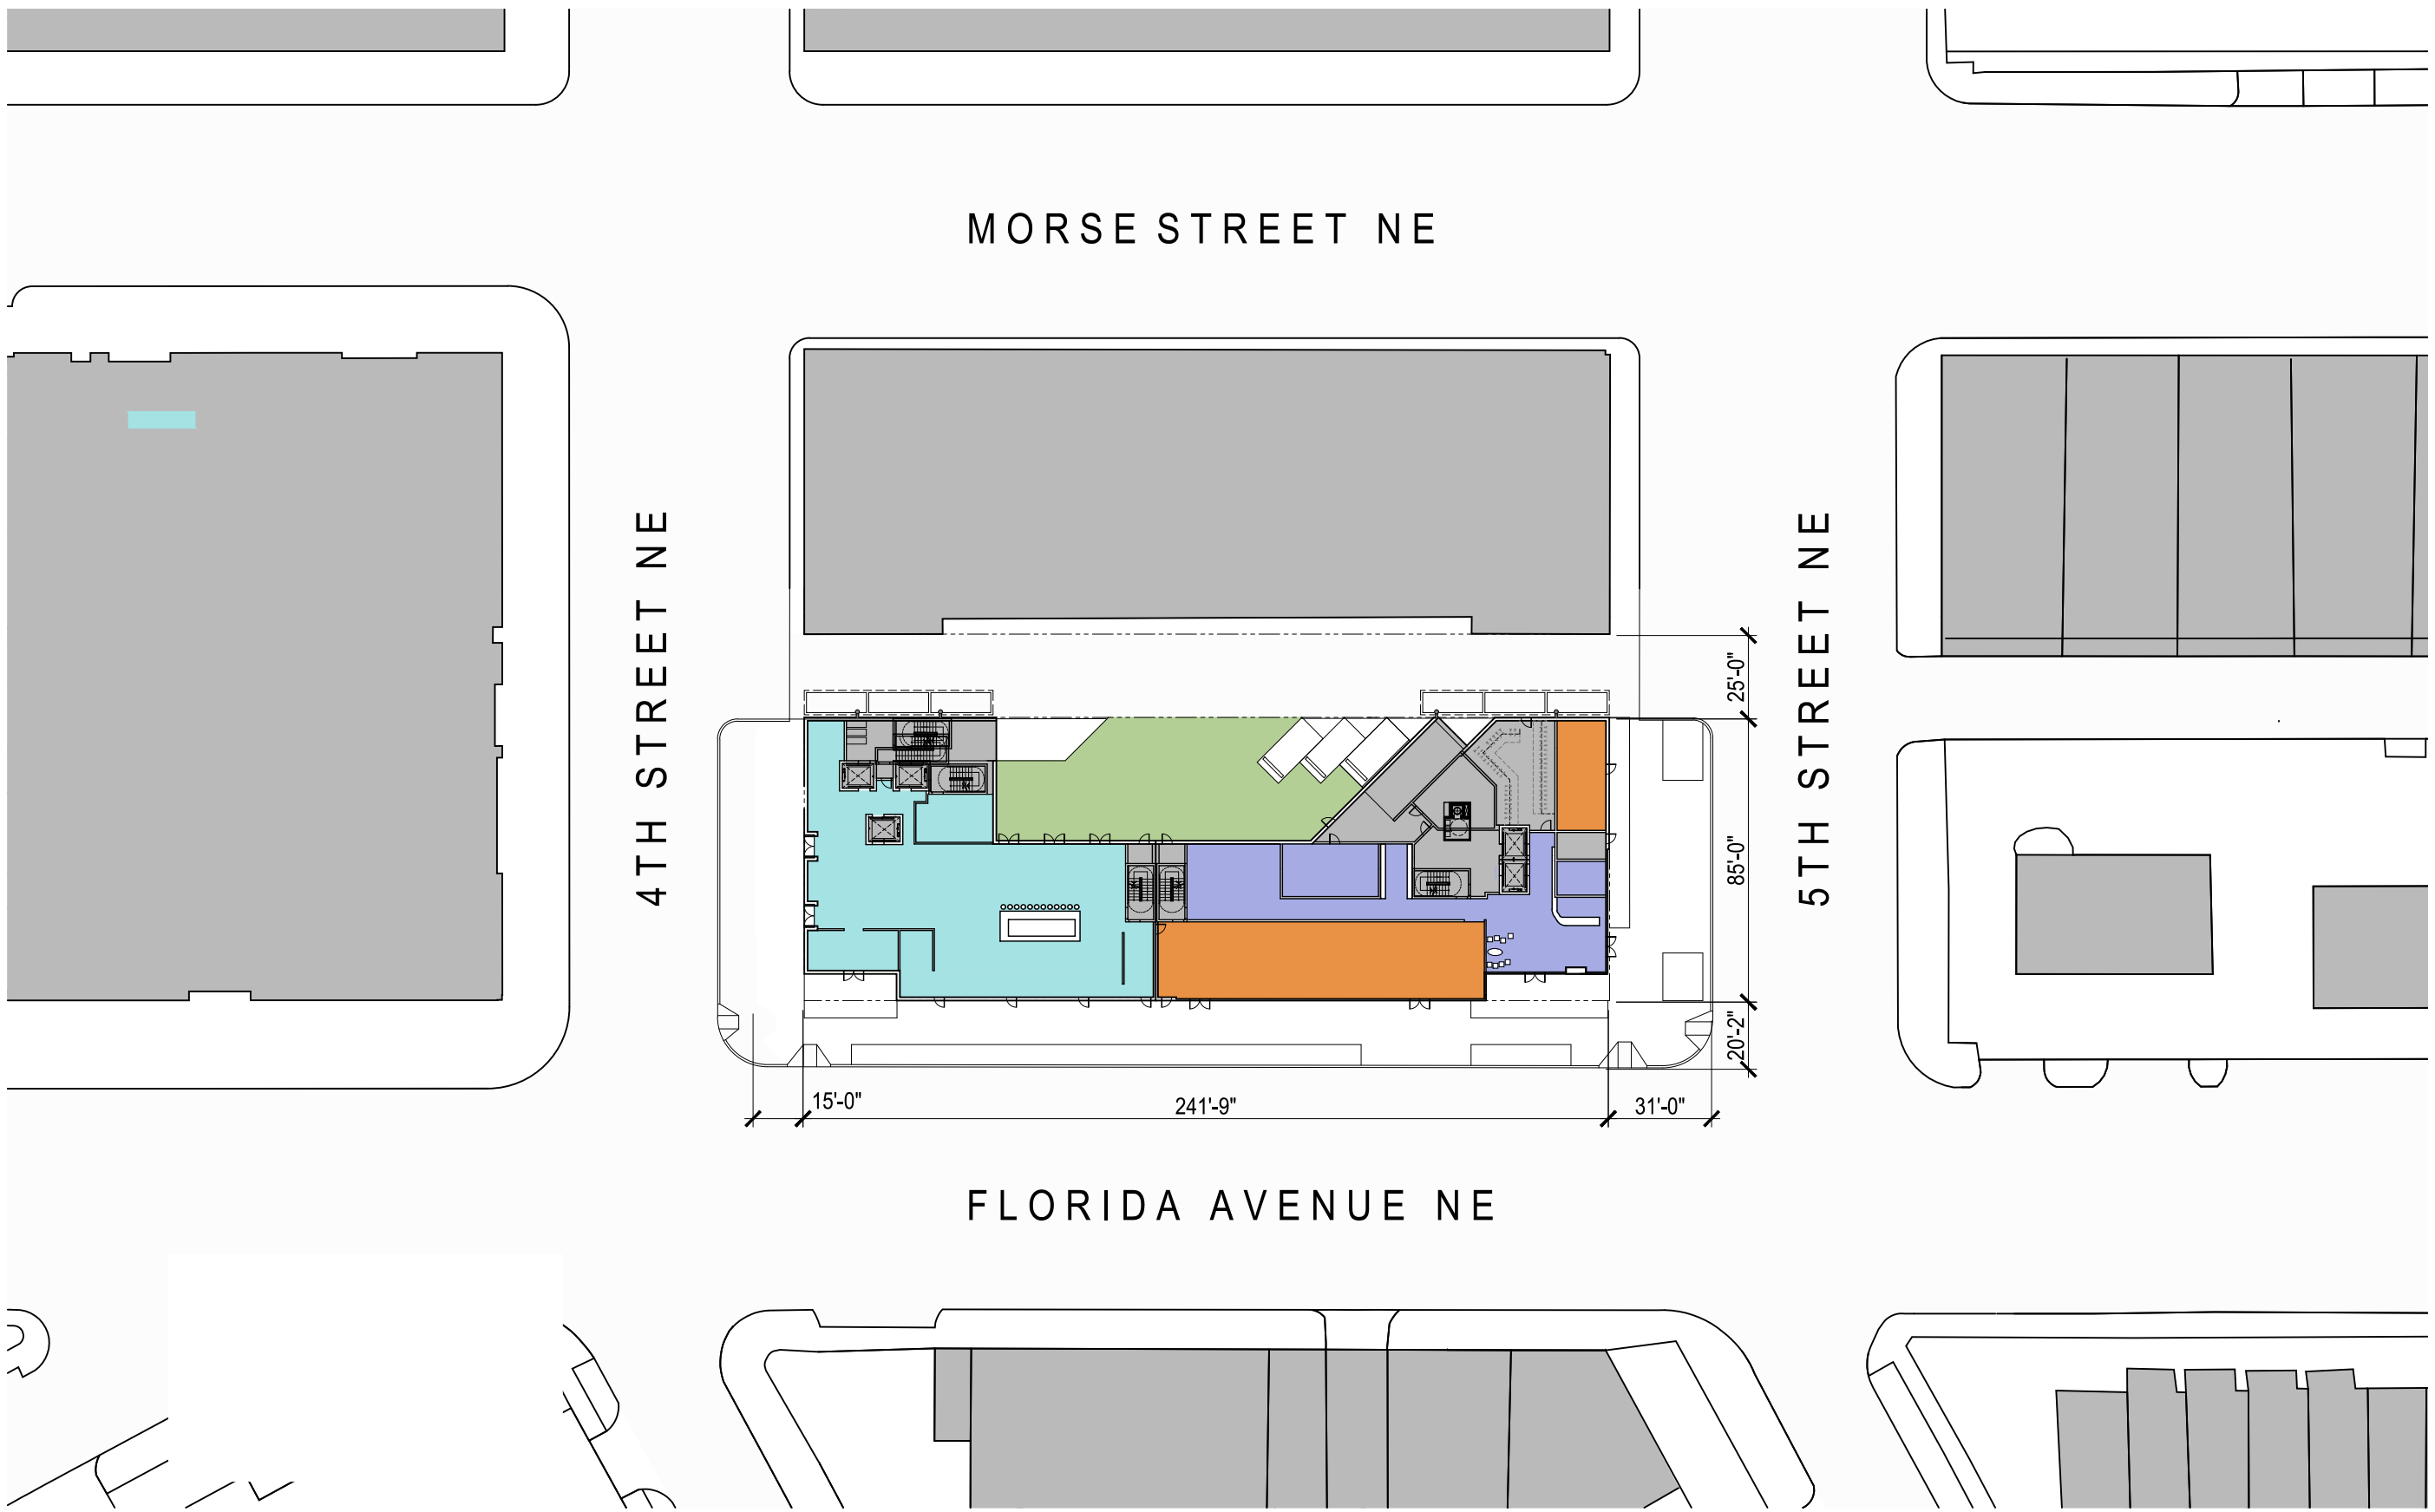 MORSE STREET NE
4TH STREET NE
5TH STREET NE
25'-0"
85'-0"
20'-2"
15'-0"
241'-9"
31'-0"
FLORIDA AVENUE NE